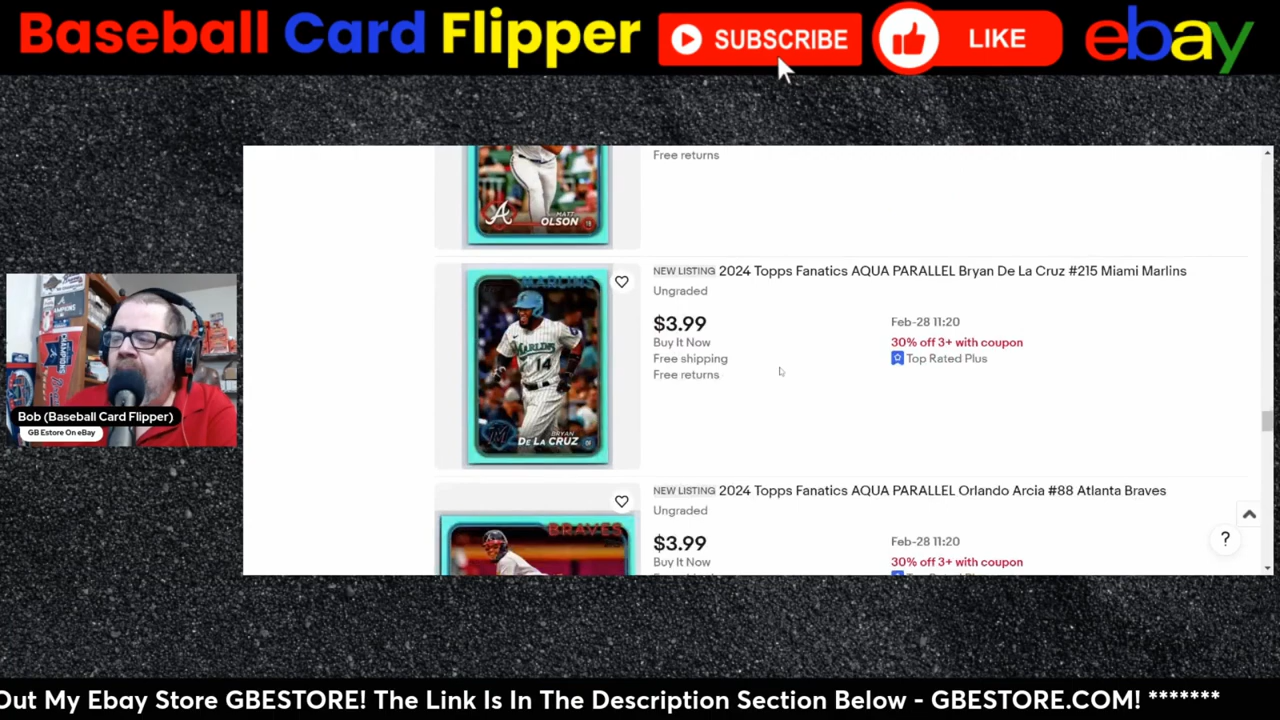 Baseball Card Flipper SUBSCRIBE LIKE ebay
Free returns
MATT
OLSON
NEW LISTING 2024 Topps Fanatics AQUA PARALLEL Bryan De La Cruz #215 Miami Marlins
Ungraded
$3.99
Buy It Now
Free shipping
Free returns
Feb-28 11:20
30% off 3+ with coupon
Top Rated Plus
MARLINS
MARLINS
14
BRYAN
DE LA CRUZ
Bob (Baseball Card Flipper)
GB Estore On eBay
NEW LISTING 2024 Topps Fanatics AQUA PARALLEL Orlando Arcia #88 Atlanta Braves
Ungraded
$3.99
Buy It Now
Feb-28 11:20
30% off 3+ with coupon
BRAVES
?
Out My Ebay Store GBESTORE! The Link Is In The Description Section Below - GBESTORE.COM! *******